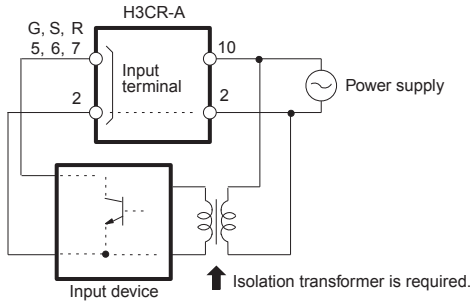 H3CR-A
G, S, R
5, 6, 7
10
Input
terminal
2
2
Power supply
Input device
Isolation transformer is required.